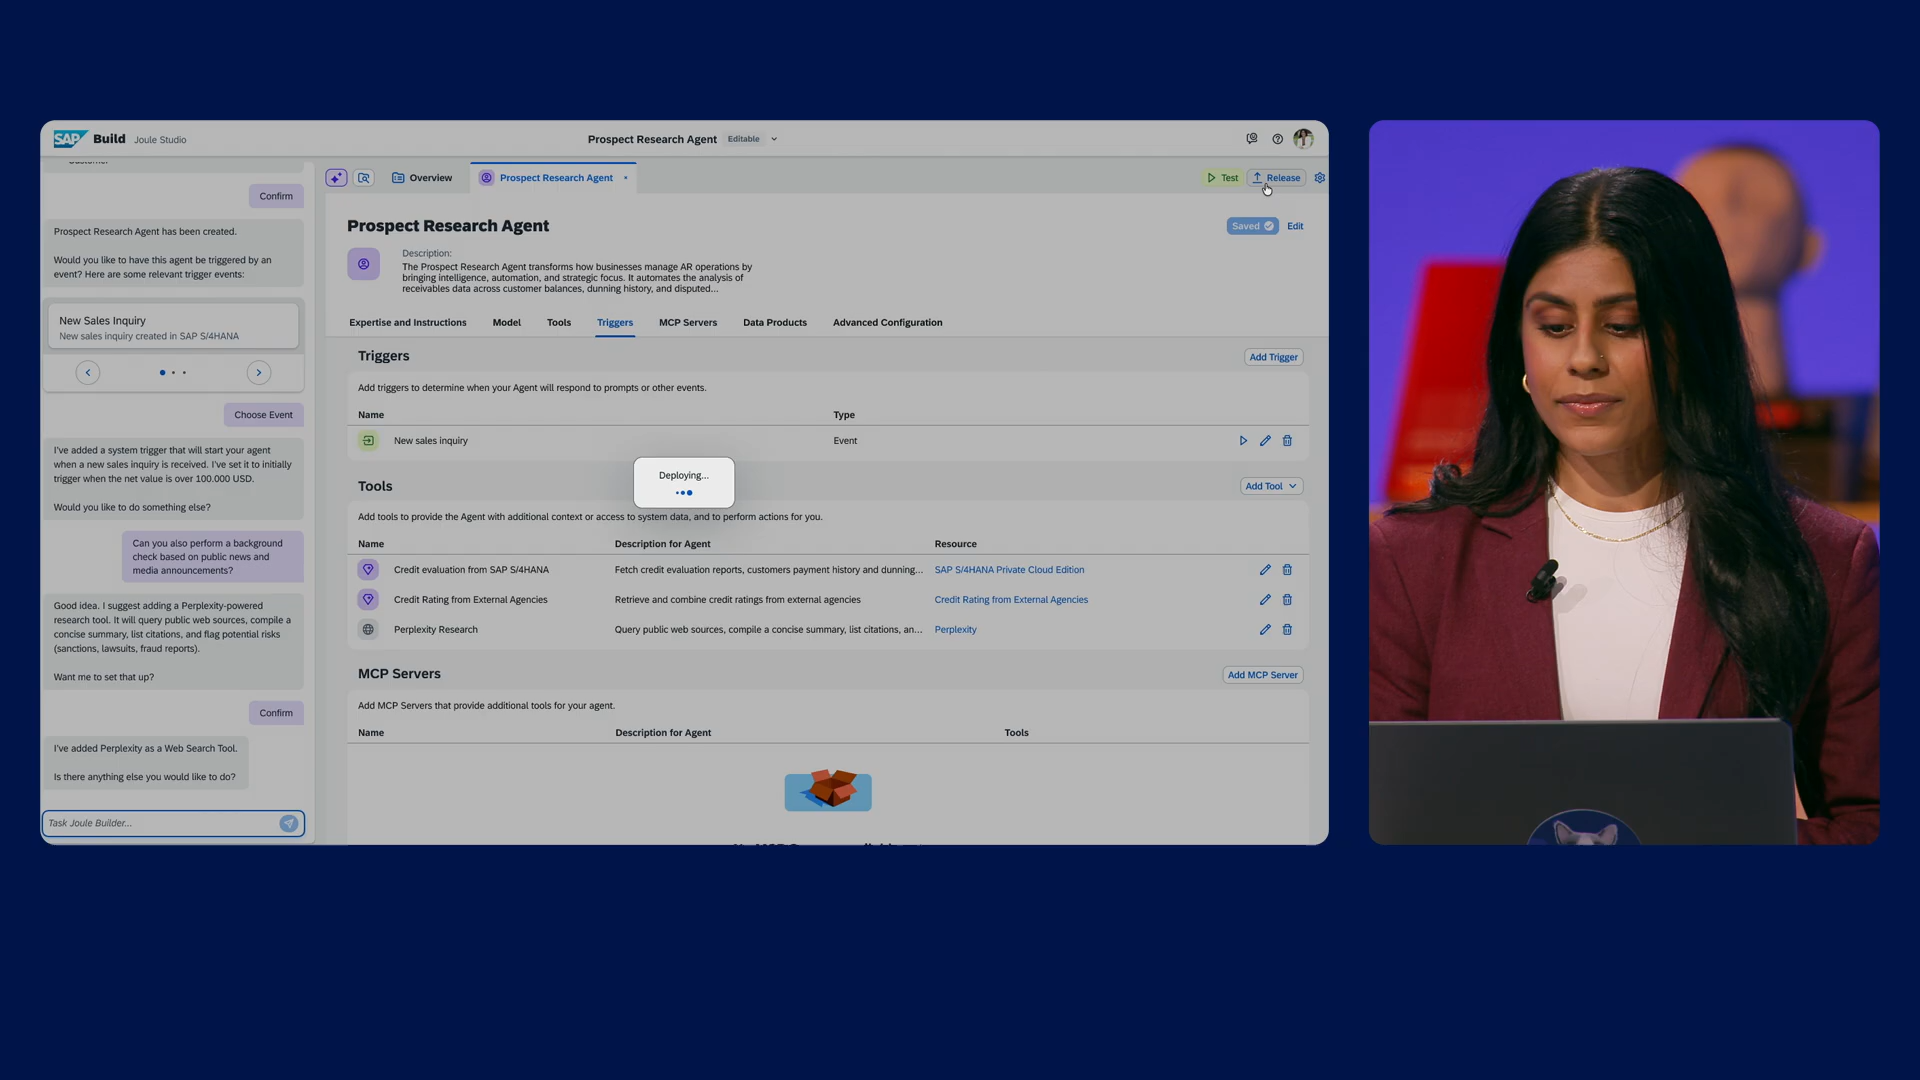 SAP Build Joule Studio
Prospect Research Agent Editable
Customer
Confirm
Prospect Research Agent has been created.
Would you like to have this agent be triggered by an
event? Here are some relevant trigger events:
New Sales Inquiry
New sales inquiry created in SAP S/4HANA
Choose Event
I've added a system trigger that will start your agent
when a new sales inquiry is received. I've set it to initially
trigger when the net value is over 100.000 USD.
Would you like to do something else?
Can you also perform a background
check based on public news and
media announcements?
Good idea. I suggest adding a Perplexity-powered
research tool. It will query public web sources, compile a
concise summary, list citations, and flag potential risks
(sanctions, lawsuits, fraud reports).
Want me to set that up?
Confirm
I've added Perplexity as a Web Search Tool.
Is there anything else you would like to do?
Task Joule Builder...
Overview
Prospect Research Agent
Test
Release
Prospect Research Agent
Saved
Edit
Description:
The Prospect Research Agent transforms how businesses manage AR operations by
bringing intelligence, automation, and strategic focus. It automates the analysis of
receivables data across customer balances, dunning history, and disputed...
Expertise and Instructions Model Tools Triggers MCP Servers Data Products Advanced Configuration
Triggers
Add Trigger
Add triggers to determine when your Agent will respond to prompts or other events.
Name Type
New sales inquiry Event
Deploying...
Tools
Add Tool
Add tools to provide the Agent with additional context or access to system data, and to perform actions for you.
Name Description for Agent Resource
Credit evaluation from SAP S/4HANA Fetch credit evaluation reports, customers payment history and dunning... SAP S/4HANA Private Cloud Edition
Credit Rating from External Agencies Retrieve and combine credit ratings from external agencies Credit Rating from External Agencies
Perplexity Research Query public web sources, compile a concise summary, list citations, an... Perplexity
MCP Servers
Add MCP Server
Add MCP Servers that provide additional tools for your agent.
Name Description for Agent Tools